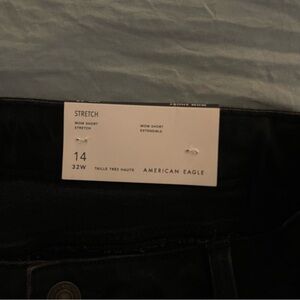 STRETCH
MOM SHORT
STRETCH
MOM SHORT
EXTENSIBLE
14
32W
TAILLE TRÈS HAUTE
AMERICAN EAGLE